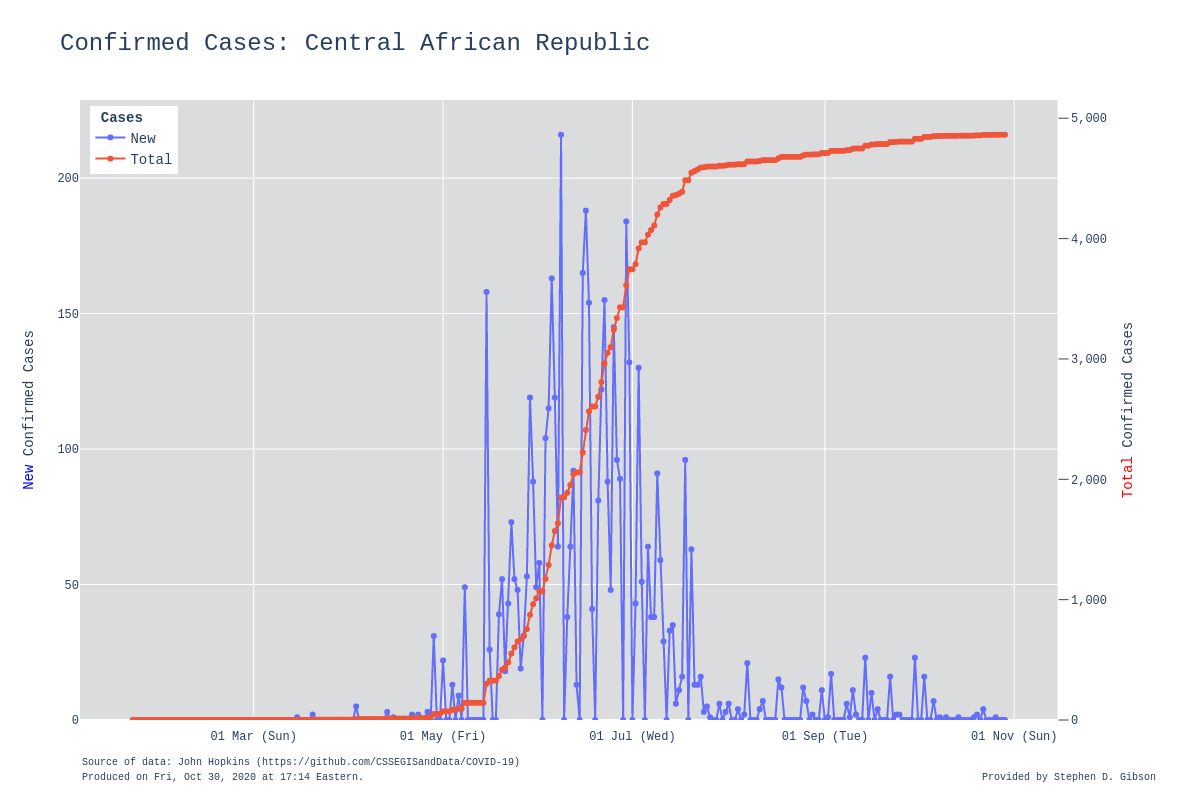 Confirmed Cases: Central African Republic
Cases
New
Total
200
150
100
50
0
New Confirmed Cases
5,000
4,000
3,000
2,000
1,000
0
Total Confirmed Cases
01 Mar (Sun)
01 May (Fri)
01 Jul (Wed)
01 Sep (Tue)
01 Nov (Sun)
Source of data: John Hopkins (https://github.com/CSSEGISandData/COVID-19)
Produced on Fri, Oct 30, 2020 at 17:14 Eastern.
Provided by Stephen D. Gibson